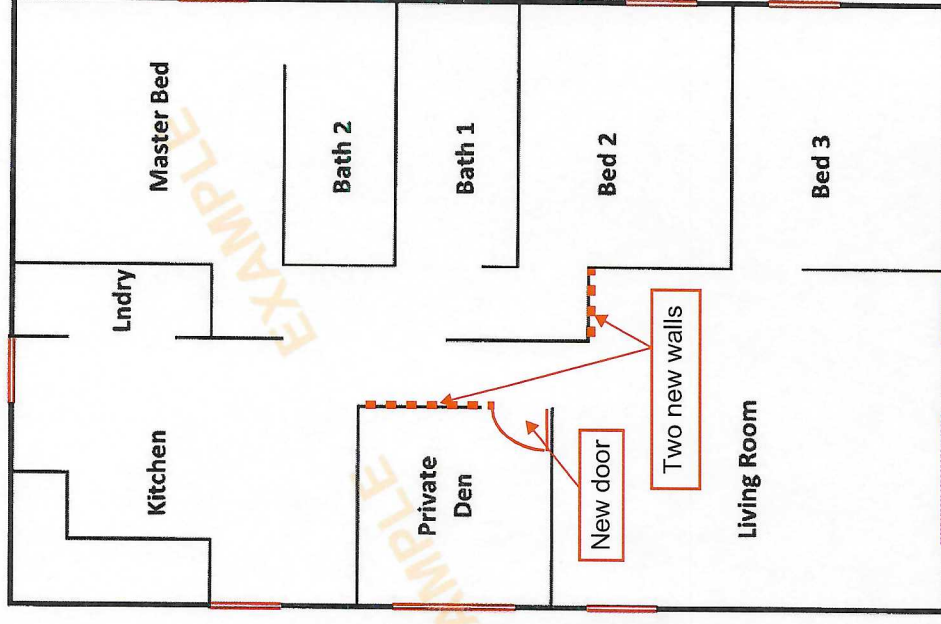 Master Bed
Bath 2
Bath 1
Bed 2
Bed 3
Lndry
Kitchen
Private
Den
Living Room
New door
Two new walls
EXAMPLE
EXAMPLE